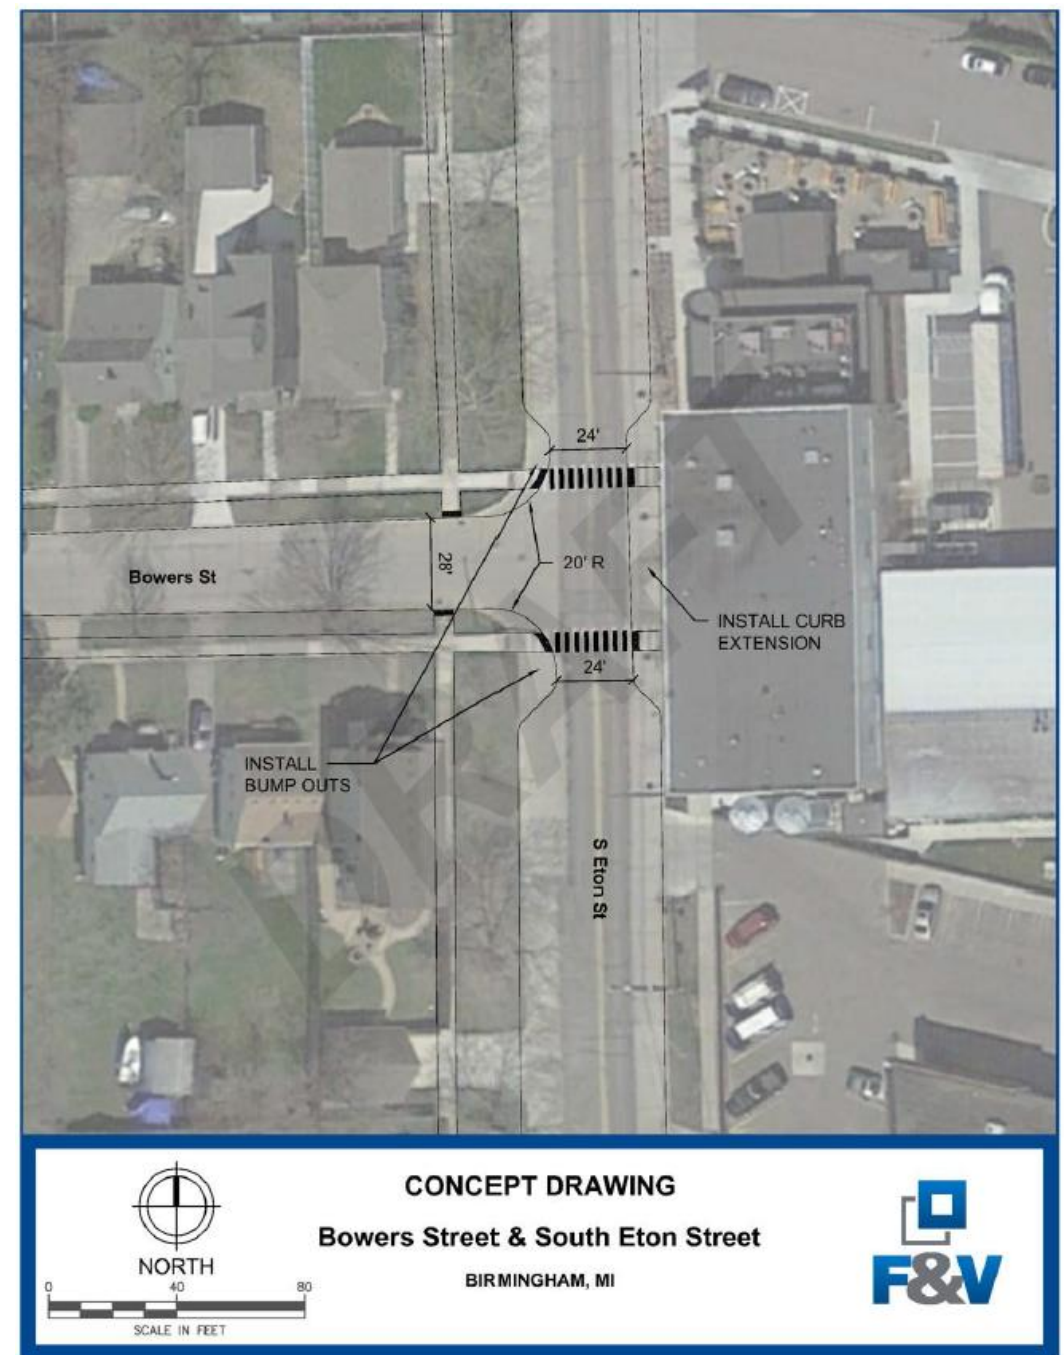 24'
Bowers St
28'
20' R
INSTALL CURB
EXTENSION
24'
INSTALL
BUMP OUTS
S Eton St
DRAFT
NORTH
0 40 80
SCALE IN FEET
CONCEPT DRAWING
Bowers Street & South Eton Street
BIRMINGHAM, MI
F&V